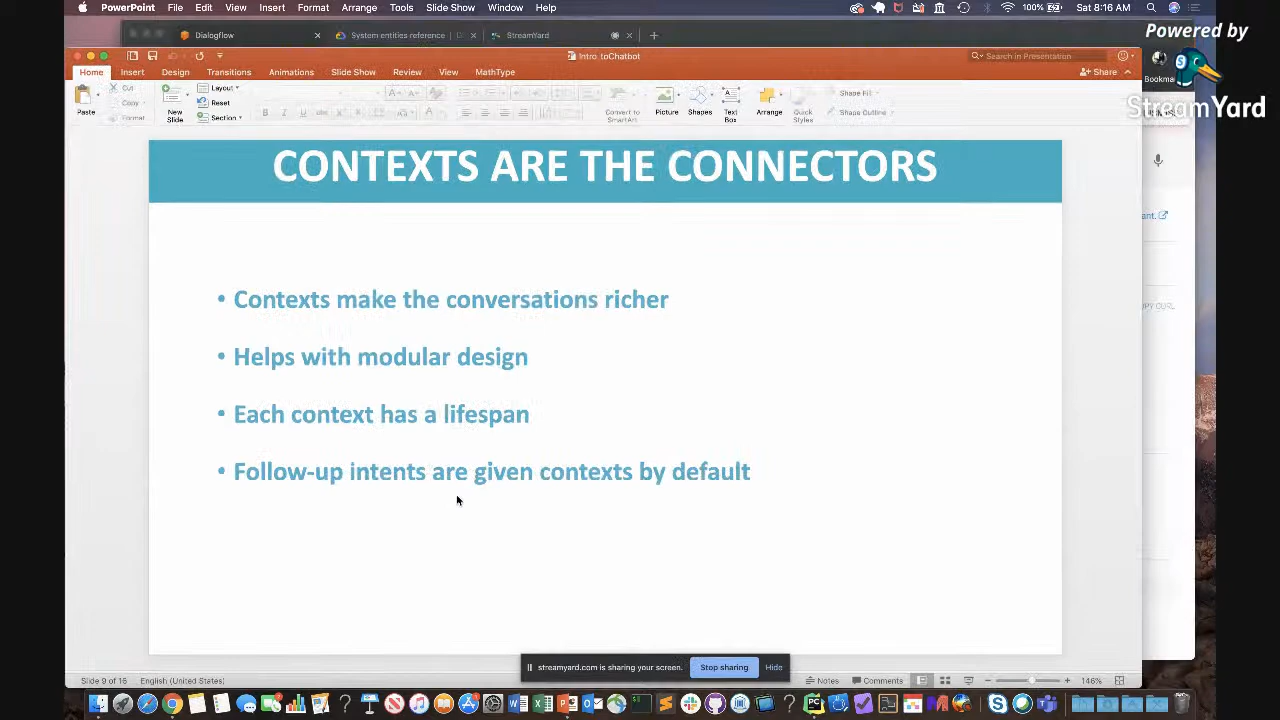 PowerPoint File Edit View Insert Format Arrange Tools Slide Show Window Help
100% Sat 8:16 AM
Powered by
StreamYard
Dialogflow
System entities reference | D
StreamYard
Intro_toChatbot
Search in Presentation
Bookma
Home Insert Design Transitions Animations Slide Show Review View MathType
Share
Paste
Cut
Copy
Format
New
Slide
Layout
Reset
Section
Convert to
SmartArt
Picture
Shapes
Text
Box
Arrange
Quick
Styles
Shape Fill
Shape Outline
CONTEXTS ARE THE CONNECTORS
ant.
PY CURL
• Contexts make the conversations richer
• Helps with modular design
• Each context has a lifespan
• Follow-up intents are given contexts by default
streamyard.com is sharing your screen.
Stop sharing
Hide
Slide 9 of 16
English (United States)
Notes
Comments
146%